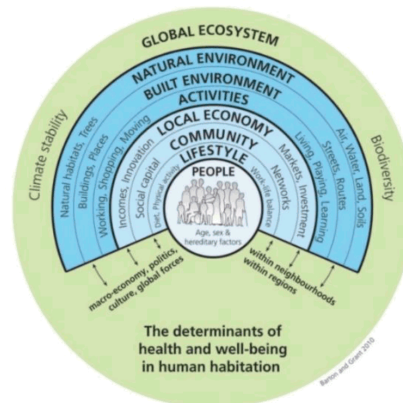 GLOBAL ECOSYSTEM
NATURAL ENVIRONMENT
BUILT ENVIRONMENT
ACTIVITIES
LOCAL ECONOMY
COMMUNITY
LIFESTYLE
PEOPLE
Age, sex &
hereditary factors
Climate stability
Natural habitats, Trees
Buildings, Places
Working, Shopping, Moving
Incomes, Innovation
Social capital
Diet, Physical activity
Work-life balance
Networks
Markets, Investment
Living, Playing, Learning
Streets, Routes
Air, Water, Land, Soils
Biodiversity
macro-economy, politics,
culture, global forces
within neighbourhoods
within regions
The determinants of
health and well-being
in human habitation
Barton and Grant 2010